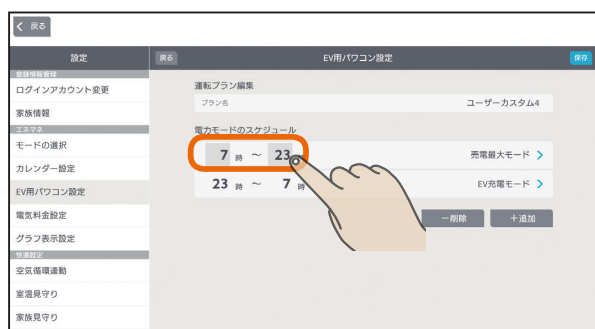 戻る
設定
戻る
EV用パワコン設定
保存
登録情報管理
ログインアカウント変更
家族情報
エネマネ
モードの選択
カレンダー設定
EV用パワコン設定
電気料金設定
グラフ表示設定
快適設定
空気循環連動
室温見守り
家族見守り
運転プラン編集
プラン名 ユーザーカスタム4
電力モードのスケジュール
7 時 ～ 23 売電最大モード
23 時 ～ 7 時 EV充電モード
－削除 ＋追加